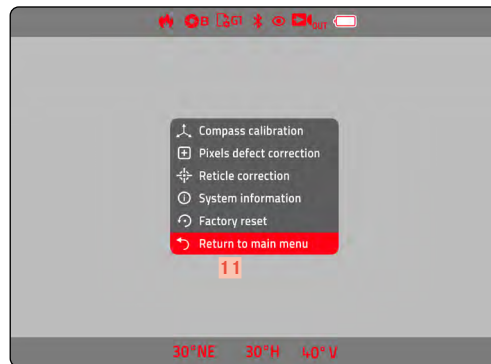 B G1 OUT
Compass calibration
Pixels defect correction
Reticle correction
System information
Factory reset
Return to main menu
11
30°NE 30°H 40°V